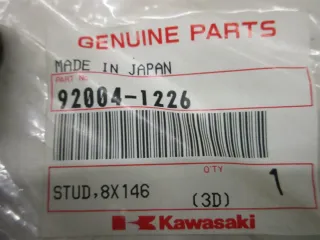 GENUINE PARTS
MADE IN JAPAN
PART NO.
92004-1226
QTY
STUD,8X146 (3D) 1
Kawasaki